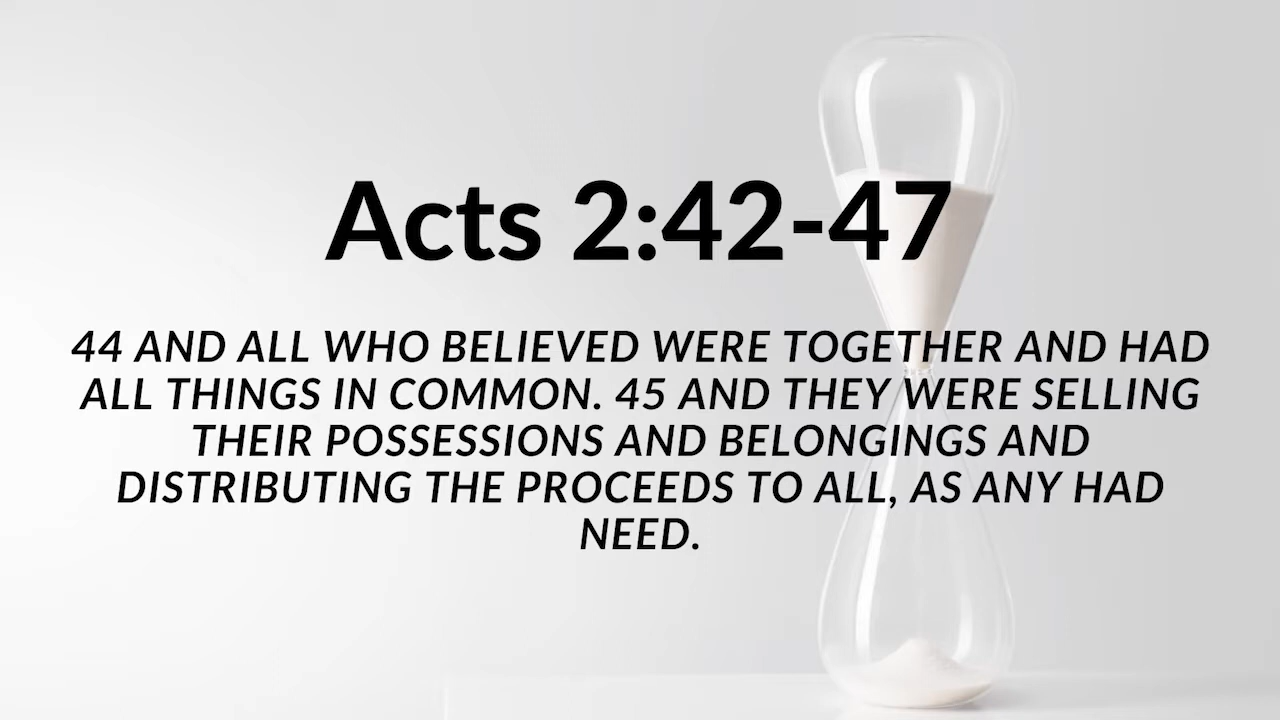 Acts 2:42-47
44 AND ALL WHO BELIEVED WERE TOGETHER AND HAD
ALL THINGS IN COMMON. 45 AND THEY WERE SELLING
THEIR POSSESSIONS AND BELONGINGS AND
DISTRIBUTING THE PROCEEDS TO ALL, AS ANY HAD
NEED.